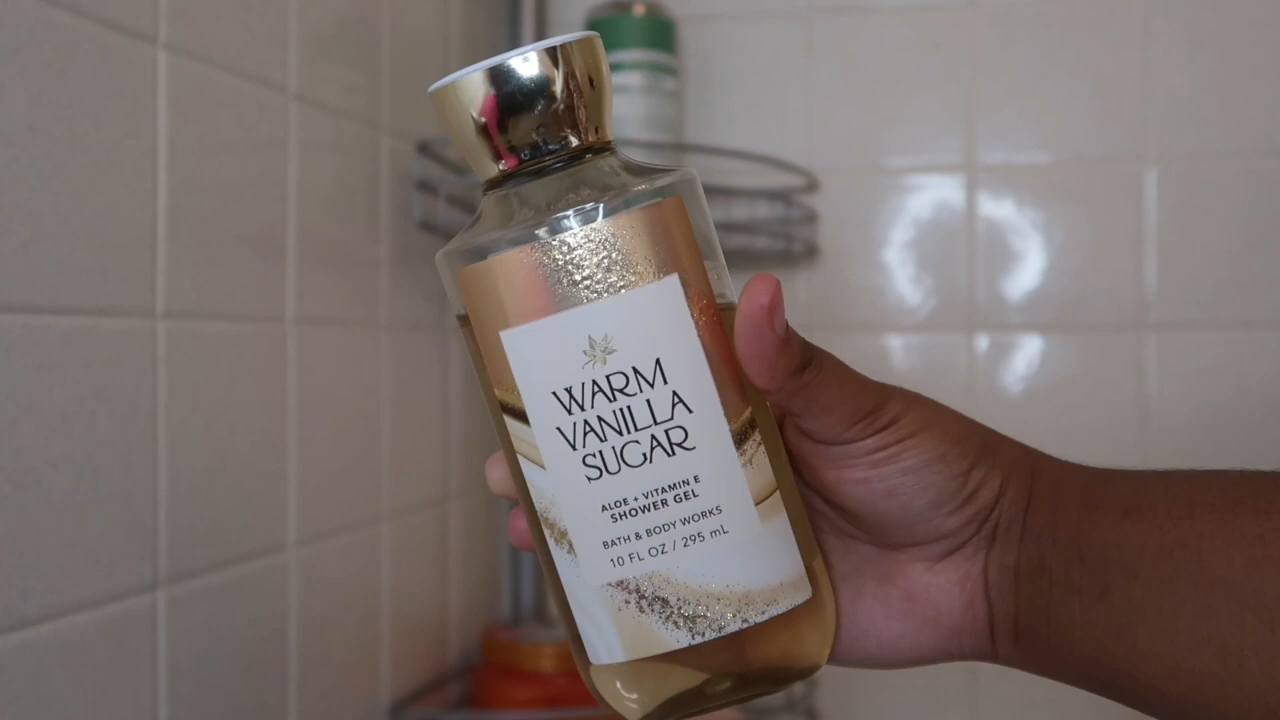 WARM
VANILLA
SUGAR
ALOE + VITAMIN E
SHOWER GEL
BATH & BODY WORKS
10 FL OZ / 295 mL